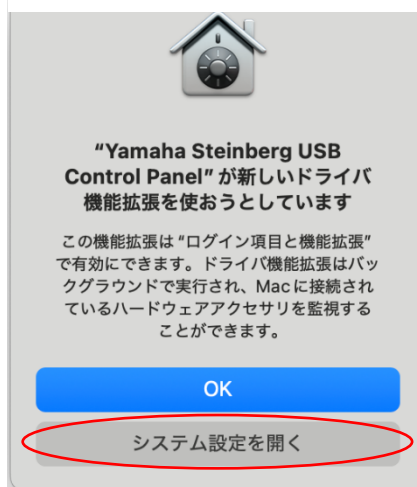 “Yamaha Steinberg USB
Control Panel”が新しいドライバ
機能拡張を使おうとしています
この機能拡張は“ログイン項目と機能拡張”
で有効にできます。ドライバ機能拡張はバッ
クグラウンドで実行され、Macに接続され
ているハードウェアアクセサリを監視する
ことができます。
OK
システム設定を開く